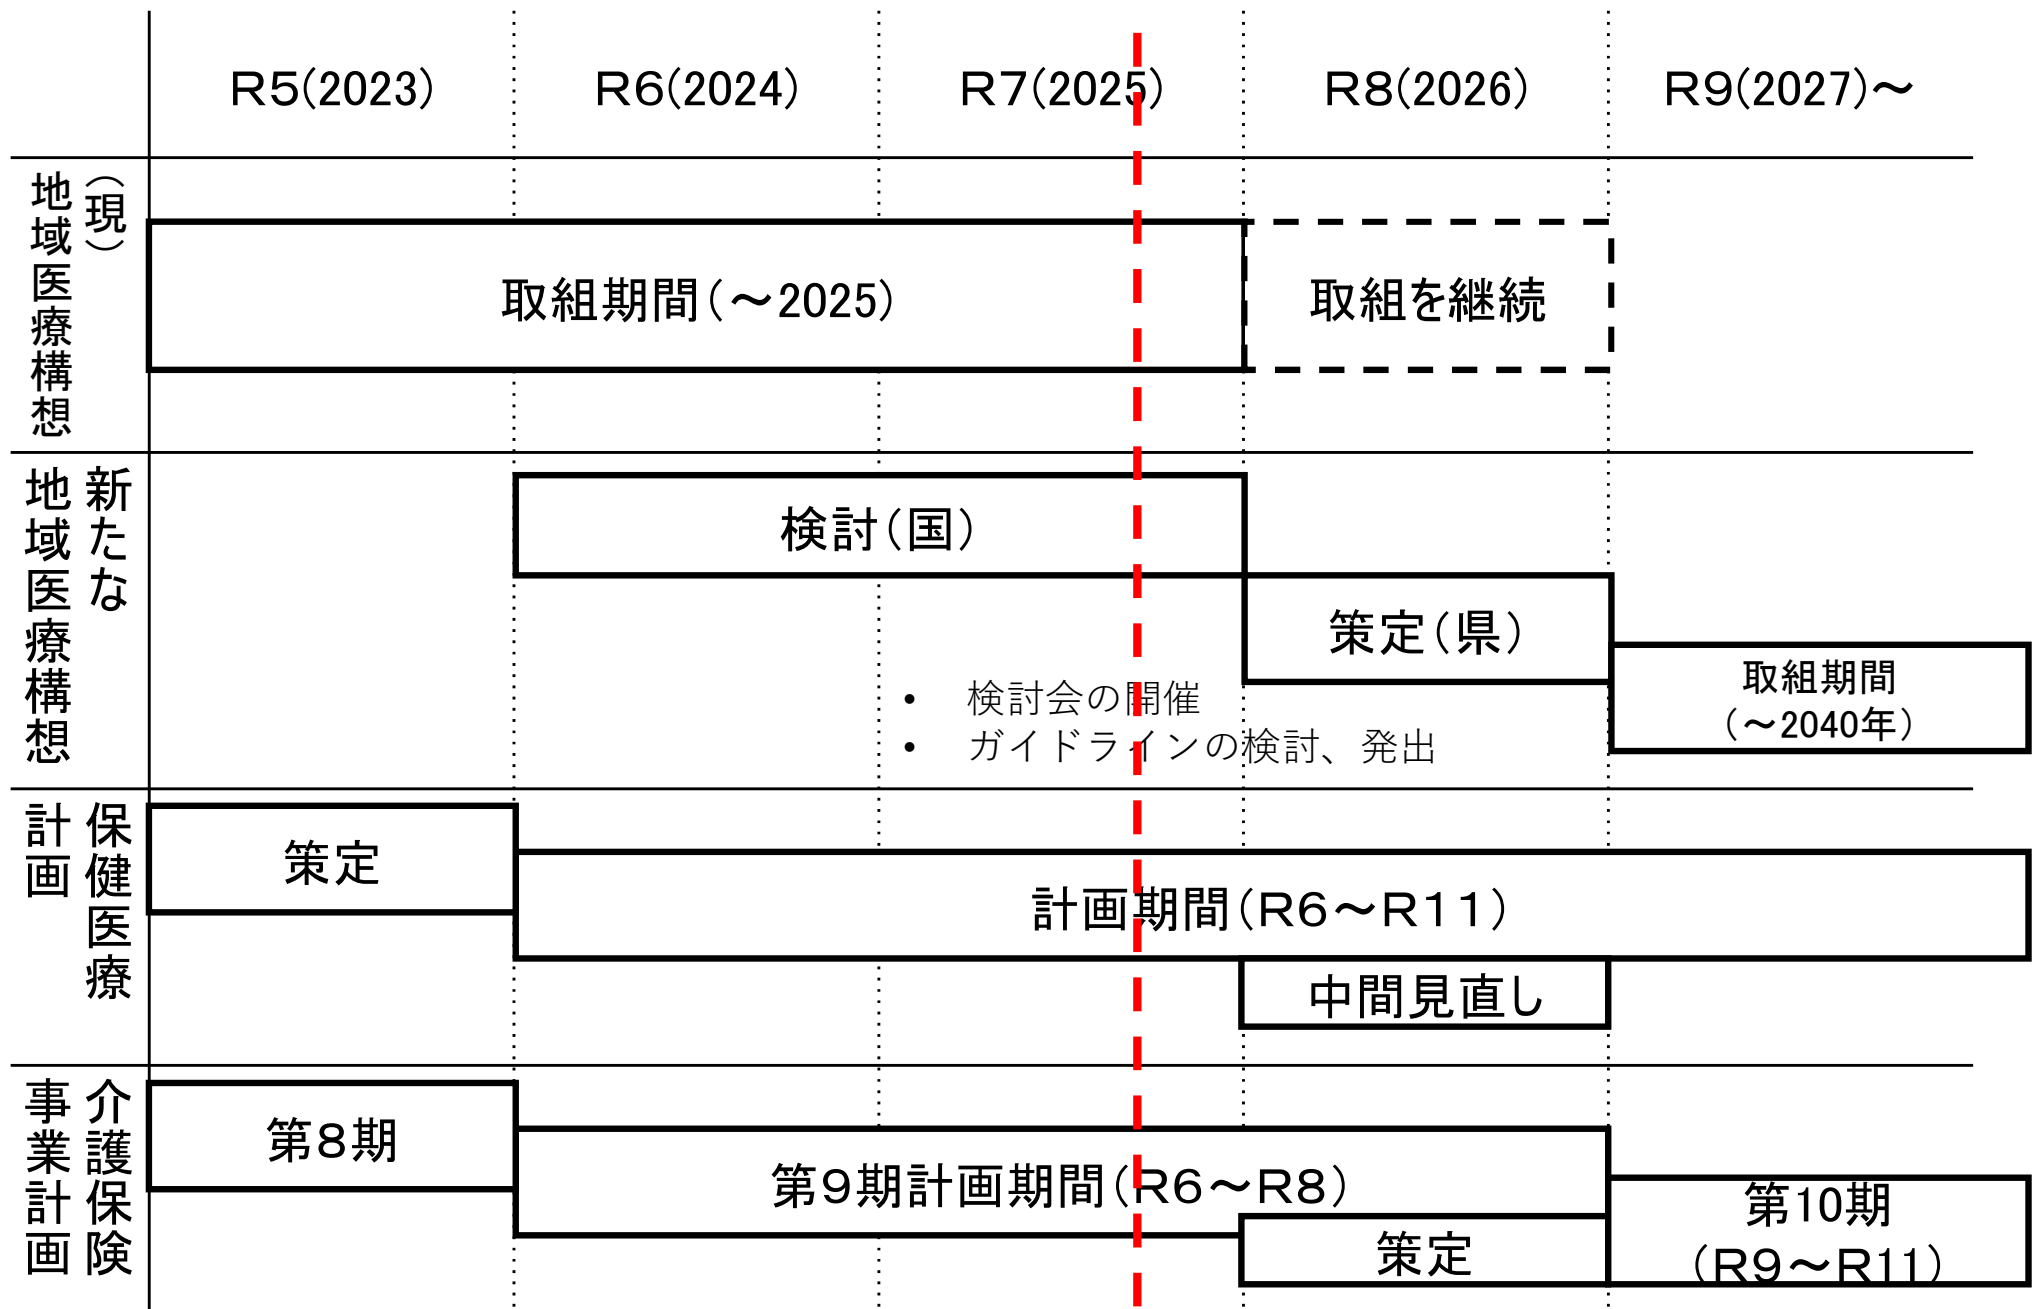 R5(2023)
R6(2024)
R7(2025)
R8(2026)
R9(2027)~
（現）
地域医療構想
取組期間（～2025）
取組を継続
新たな
地域医療構想
検討（国）
策定（県）
取組期間
（～2040年）
• 検討会の開催
• ガイドラインの検討、発出
保健医療
計画
策定
計画期間（R6～R11）
中間見直し
介護保険
事業計画
第8期
第9期計画期間（R6～R8）
策定
第10期
（R9～R11）